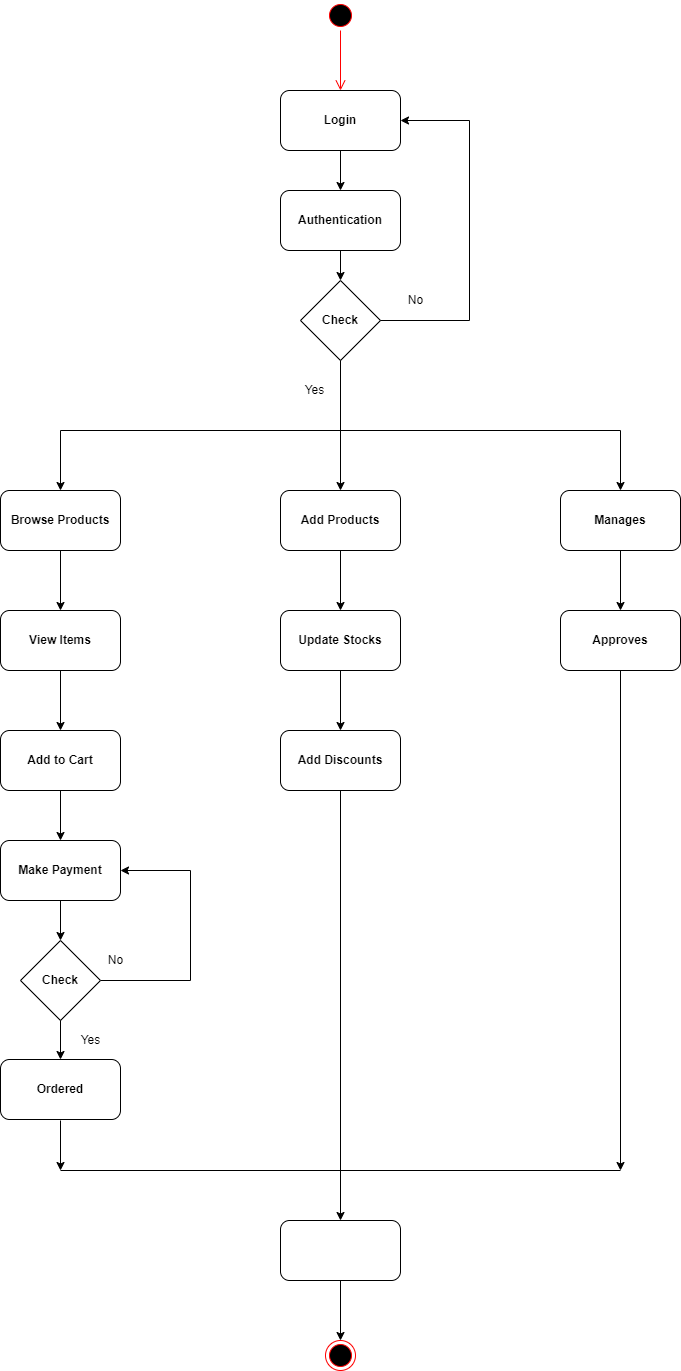 Login
Authentication
Check
No
Yes
Browse Products
Add Products
Manages
View Items
Update Stocks
Approves
Add to Cart
Add Discounts
Make Payment
No
Check
Yes
Ordered